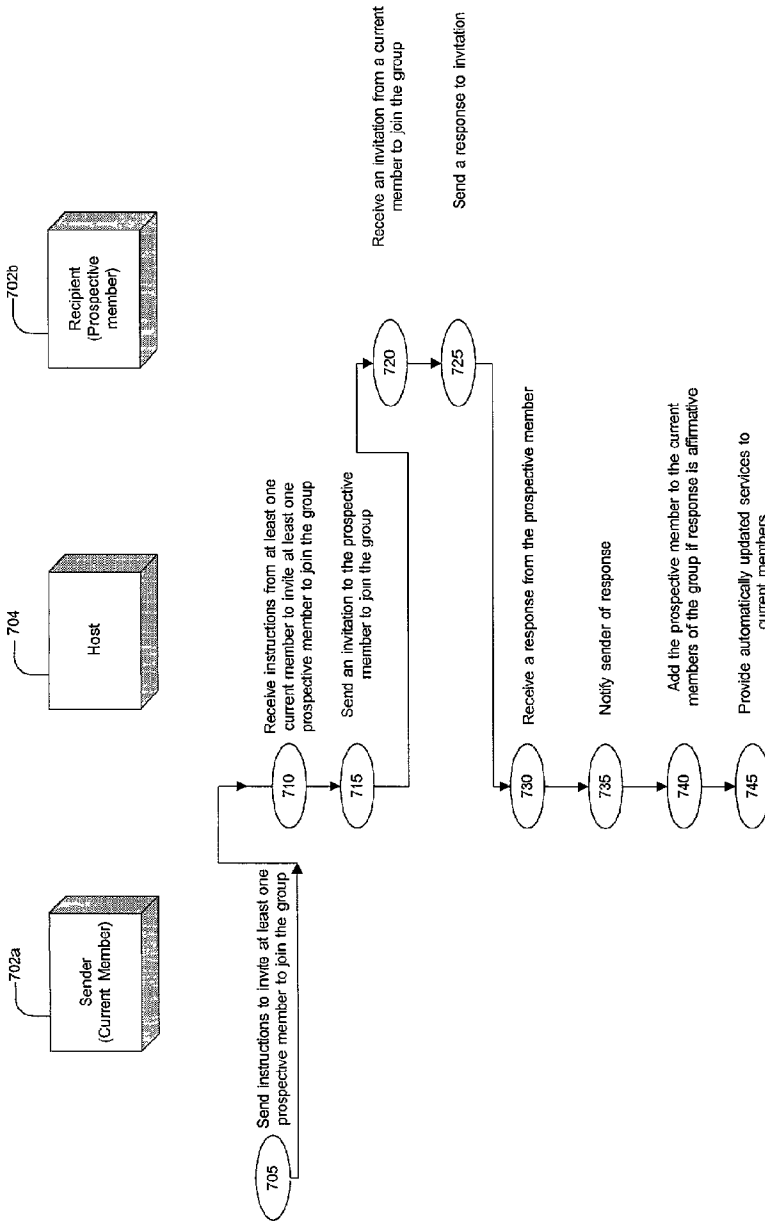 702a
Sender
(Current Member)
704
Host
702b
Recipient
(Prospective
member)
705
Send instructions to invite at least one
prospective member to join the group
710
Receive instructions from at least one
current member to invite at least one
prospective member to join the group
715
Send an invitation to the prospective
member to join the group
720
Receive an invitation from a current
member to join the group
725
Send a response to invitation
730
Receive a response from the prospective member
735
Notify sender of response
740
Add the prospective member to the current
members of the group if response is affirmative
745
Provide automatically updated services to
current members